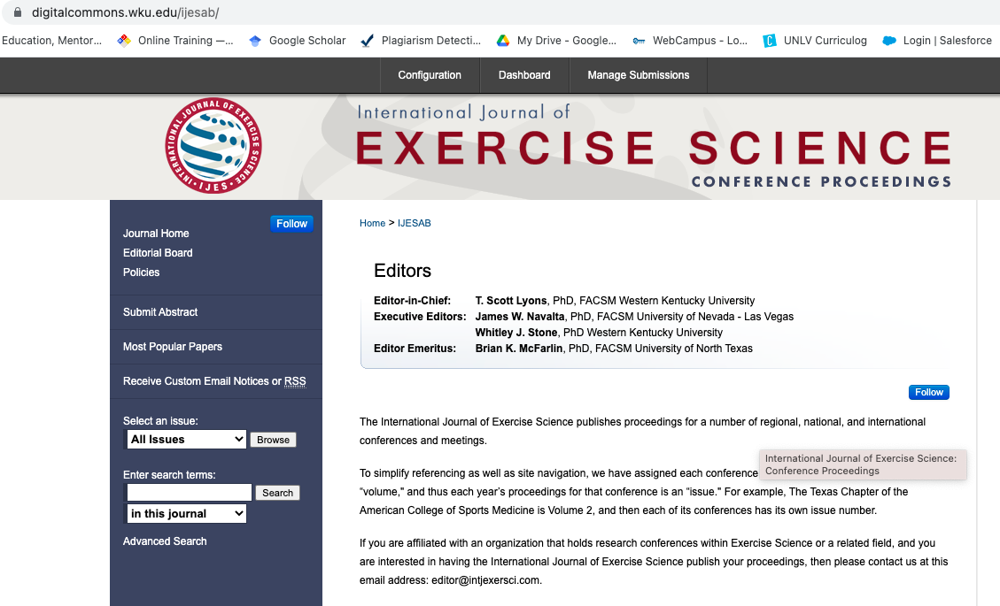 digitalcommons.wku.edu/ijesab/
Education, Mentor... Online Training —... Google Scholar Plagiarism Detecti... My Drive - Google... WebCampus - Lo... UNLV Curriculog Login | Salesforce
Configuration Dashboard Manage Submissions
INTERNATIONAL JOURNAL OF EXERCISE SCIENCE
• IJES •
International Journal of
EXERCISE SCIENCE
CONFERENCE PROCEEDINGS
Follow
Journal Home
Editorial Board
Policies
Submit Abstract
Most Popular Papers
Receive Custom Email Notices or RSS
Select an issue:
All Issues Browse
Enter search terms:
Search
in this journal
Advanced Search
Home > IJESAB
Editors
Editor-in-Chief: T. Scott Lyons, PhD, FACSM Western Kentucky University
Executive Editors: James W. Navalta, PhD, FACSM University of Nevada - Las Vegas
Whitley J. Stone, PhD Western Kentucky University
Editor Emeritus: Brian K. McFarlin, PhD, FACSM University of North Texas
Follow
The International Journal of Exercise Science publishes proceedings for a number of regional, national, and international
conferences and meetings.
To simplify referencing as well as site navigation, we have assigned each conference
International Journal of Exercise Science:
Conference Proceedings
“volume," and thus each year’s proceedings for that conference is an “issue." For example, The Texas Chapter of the
American College of Sports Medicine is Volume 2, and then each of its conferences has its own issue number.
If you are affiliated with an organization that holds research conferences within Exercise Science or a related field, and you
are interested in having the International Journal of Exercise Science publish your proceedings, then please contact us at this
email address: editor@intjexersci.com.